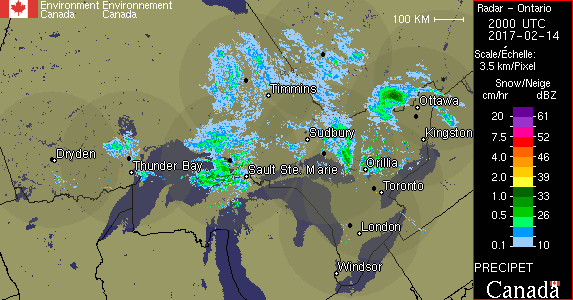 Environment Environnement
Canada Canada
100 KM
Radar - Ontario
2000 UTC
2017-02-14
Scale/Échelle:
3.5 km/Pixel
Snow/Neige
cm/hr dBZ
20 61
7.5 57
7.5 52
4.0 46
2.0 39
1.0 33
0.5 26
0.1 10
Timmins
Ottawa
Sudbury
Kingston
Dryden
Thunder Bay
Sault Ste. Marie
Orillia
Toronto
London
Windsor
PRECIPET
Canada